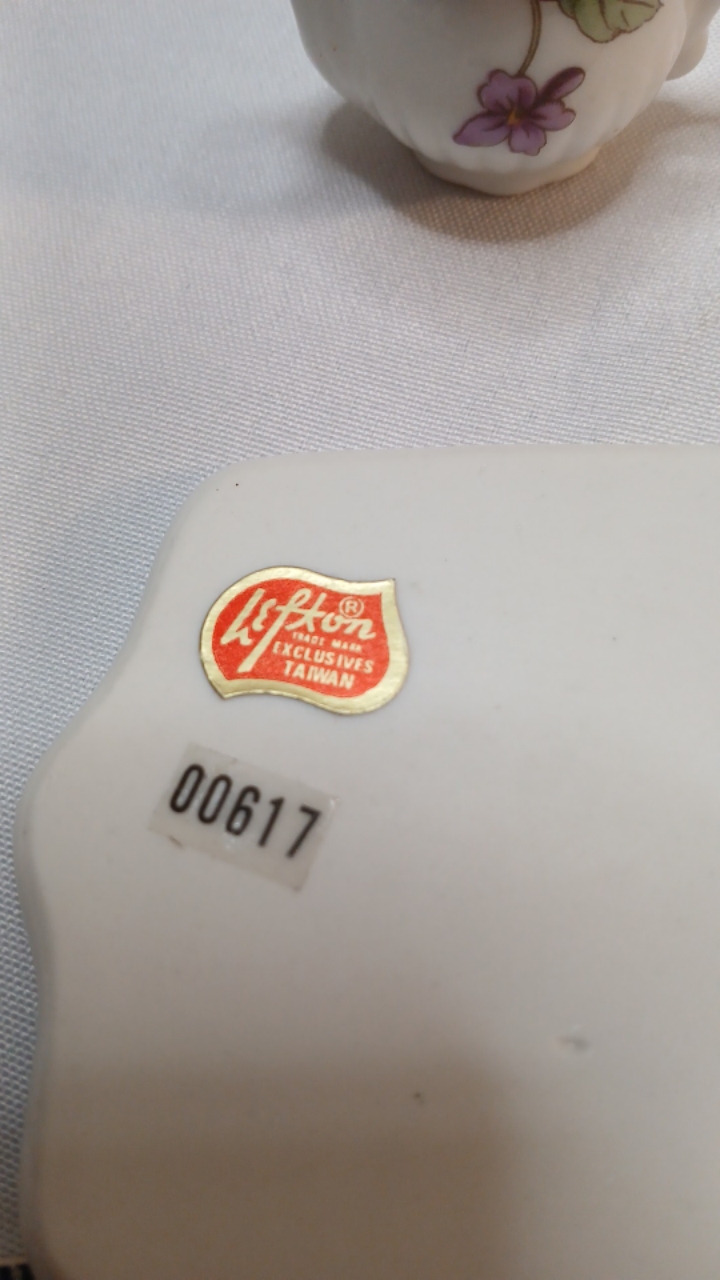 Lefton ®
TRADE MARK
EXCLUSIVES
TAIWAN
00617